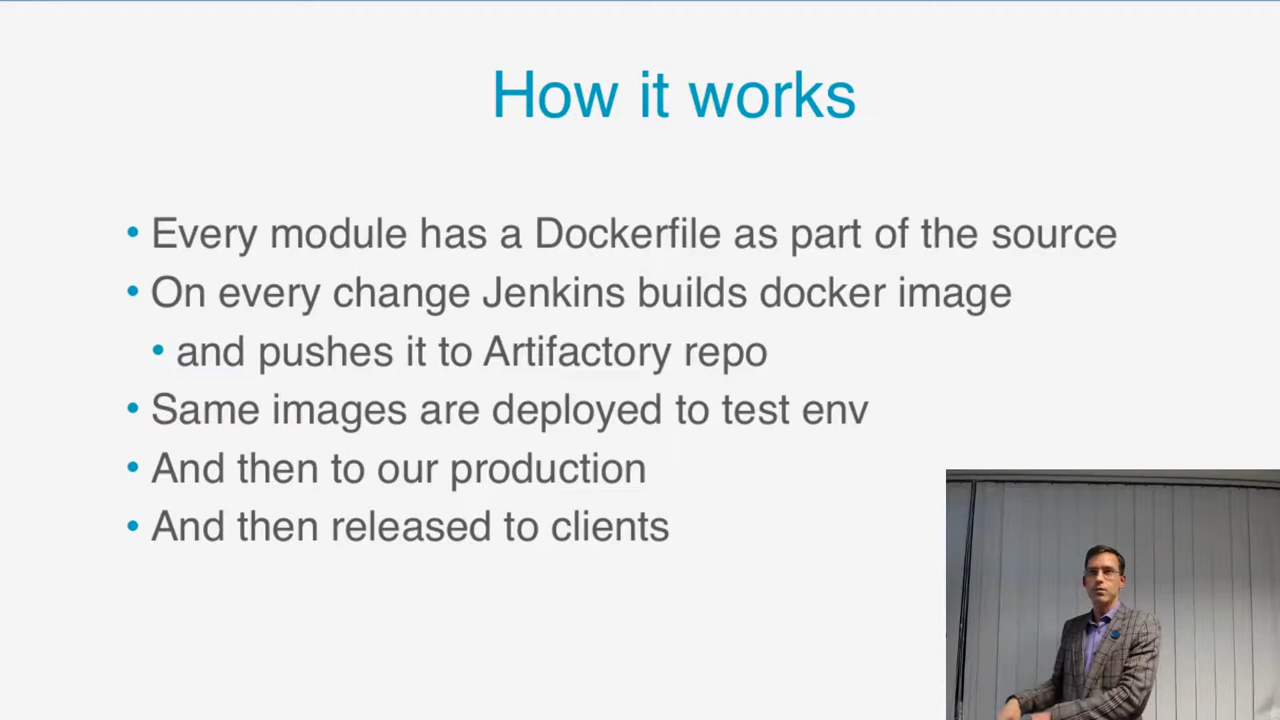 How it works
• Every module has a Dockerfile as part of the source
• On every change Jenkins builds docker image
• and pushes it to Artifactory repo
• Same images are deployed to test env
• And then to our production
• And then released to clients